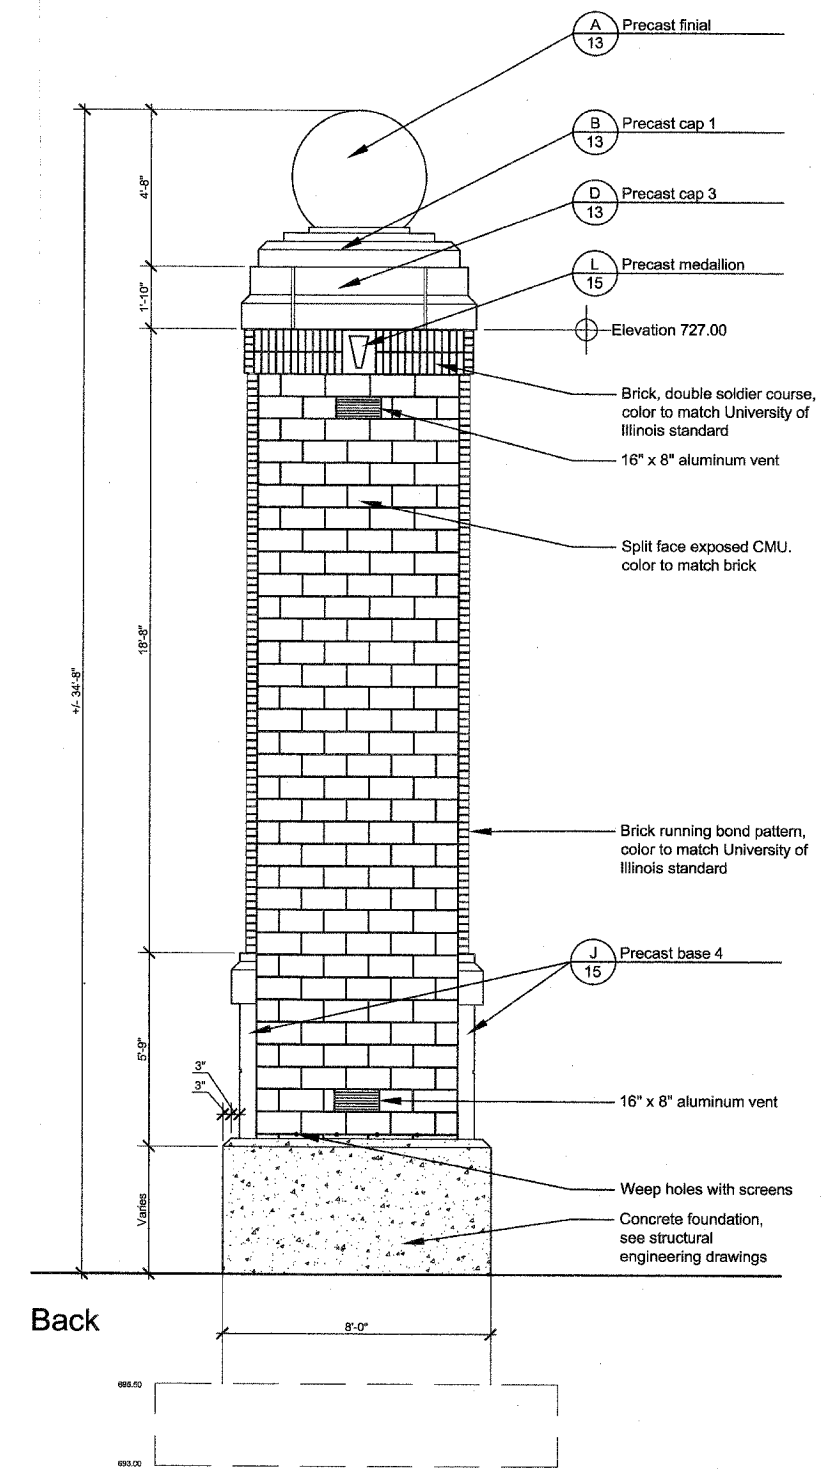 A
13
Precast finial
B
13
Precast cap 1
D
13
Precast cap 3
L
15
Precast medallion
Elevation 727.00
Brick, double soldier course,
color to match University of
Illinois standard
16" x 8" aluminum vent
Split face exposed CMU.
color to match brick
Brick running bond pattern,
color to match University of
Illinois standard
J
15
Precast base 4
16" x 8" aluminum vent
Weep holes with screens
Concrete foundation,
see structural
engineering drawings
4'-8"
1'-10"
18'-8"
+/- 34'-8"
5'-9"
3"
3"
Varies
Back
8'-0"
693.00